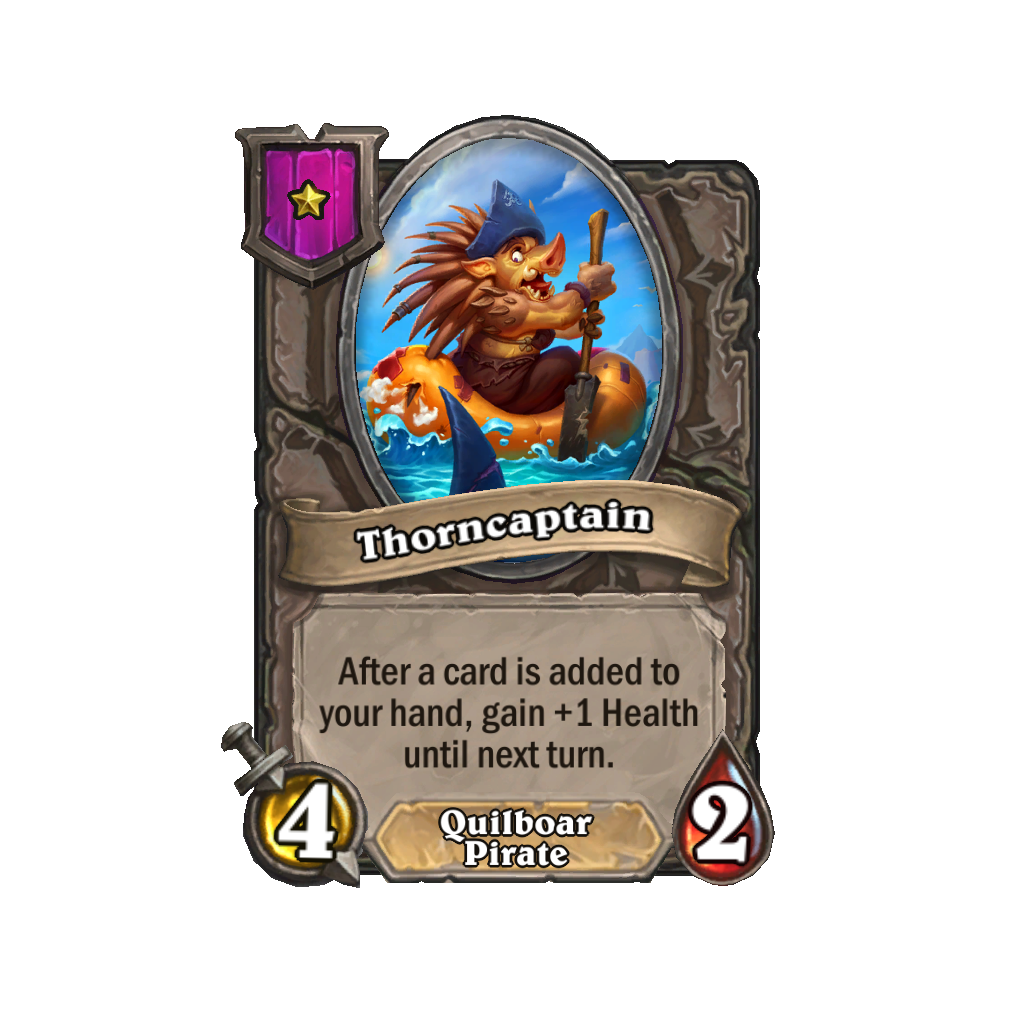 Thorncaptain
After a card is added to
your hand, gain +1 Health
until next turn.
4
Quilboar
Pirate
2